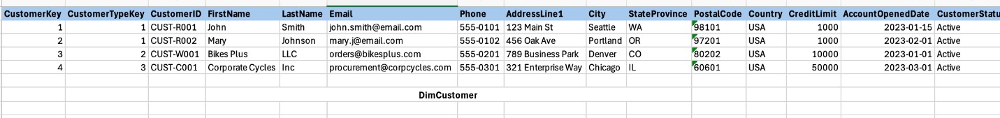 CustomerKey CustomerTypeKey CustomerID FirstName LastName Email Phone AddressLine1 City StateProvince PostalCode Country CreditLimit AccountOpenedDate CustomerStatu
1 1 CUST-R001 John Smith john.smith@email.com 555-0101 123 Main St Seattle WA 98101 USA 1000 2023-01-15 Active
2 1 CUST-R002 Mary Johnson mary.j@email.com 555-0102 456 Oak Ave Portland OR 97201 USA 1000 2023-02-01 Active
3 2 CUST-W001 Bikes Plus LLC orders@bikesplus.com 555-0201 789 Business Park Denver CO 80202 USA 10000 2023-01-01 Active
4 3 CUST-C001 Corporate Cycles Inc procurement@corpcycles.com 555-0301 321 Enterprise Way Chicago IL 60601 USA 50000 2023-03-01 Active
DimCustomer